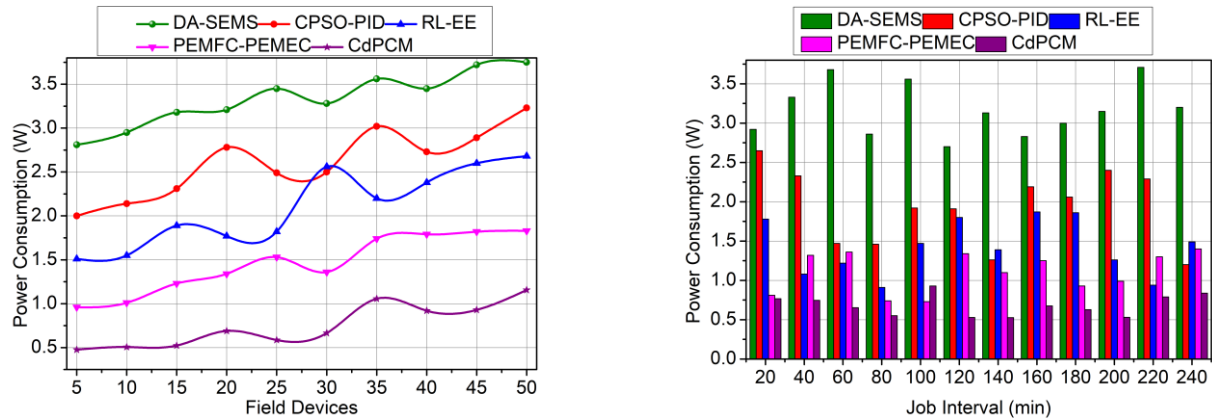 DA-SEMS CPSO-PID RL-EE
PEMFC-PEMEC CdPCM
3.5
3.0
2.5
2.0
1.5
1.0
0.5
Power Consumption (W)
5 10 15 20 25 30 35 40 45 50
Field Devices
DA-SEMS CPSO-PID RL-EE
PEMFC-PEMEC CdPCM
3.5
3.0
2.5
2.0
1.5
1.0
0.5
0.0
Power Consumption (W)
20 40 60 80 100 120 140 160 180 200 220 240
Job Interval (min)